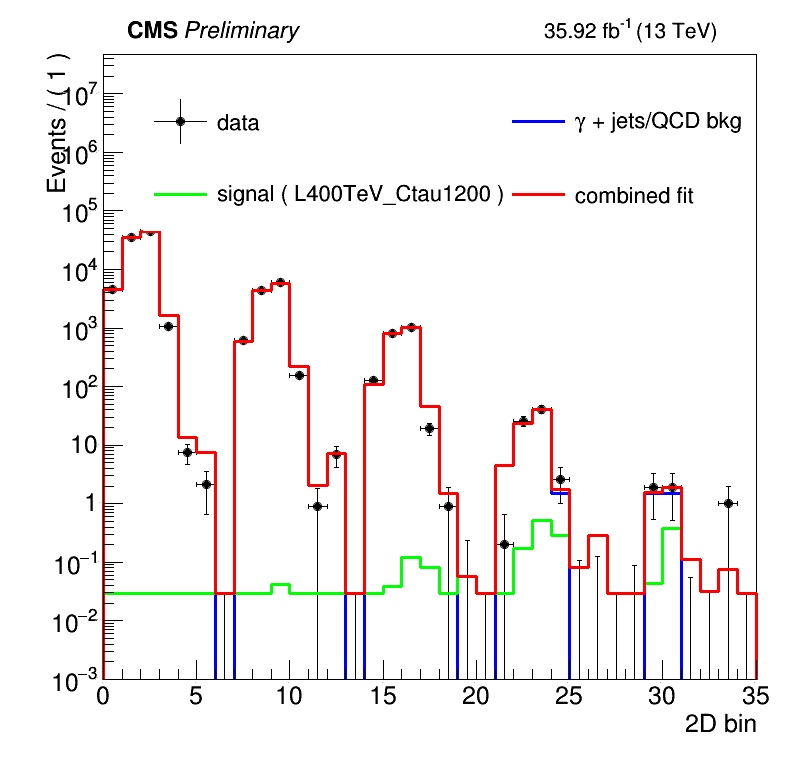 CMS Preliminary 35.92 fb⁻¹ (13 TeV)
Events / ( 1 )
10⁷
data
γ + jets/QCD bkg
10⁶
signal ( L400TeV_Ctau1200 )
combined fit
10⁵
10⁴
10³
10²
10
1
10⁻¹
10⁻²
10⁻³
0 5 10 15 20 25 30 35
2D bin